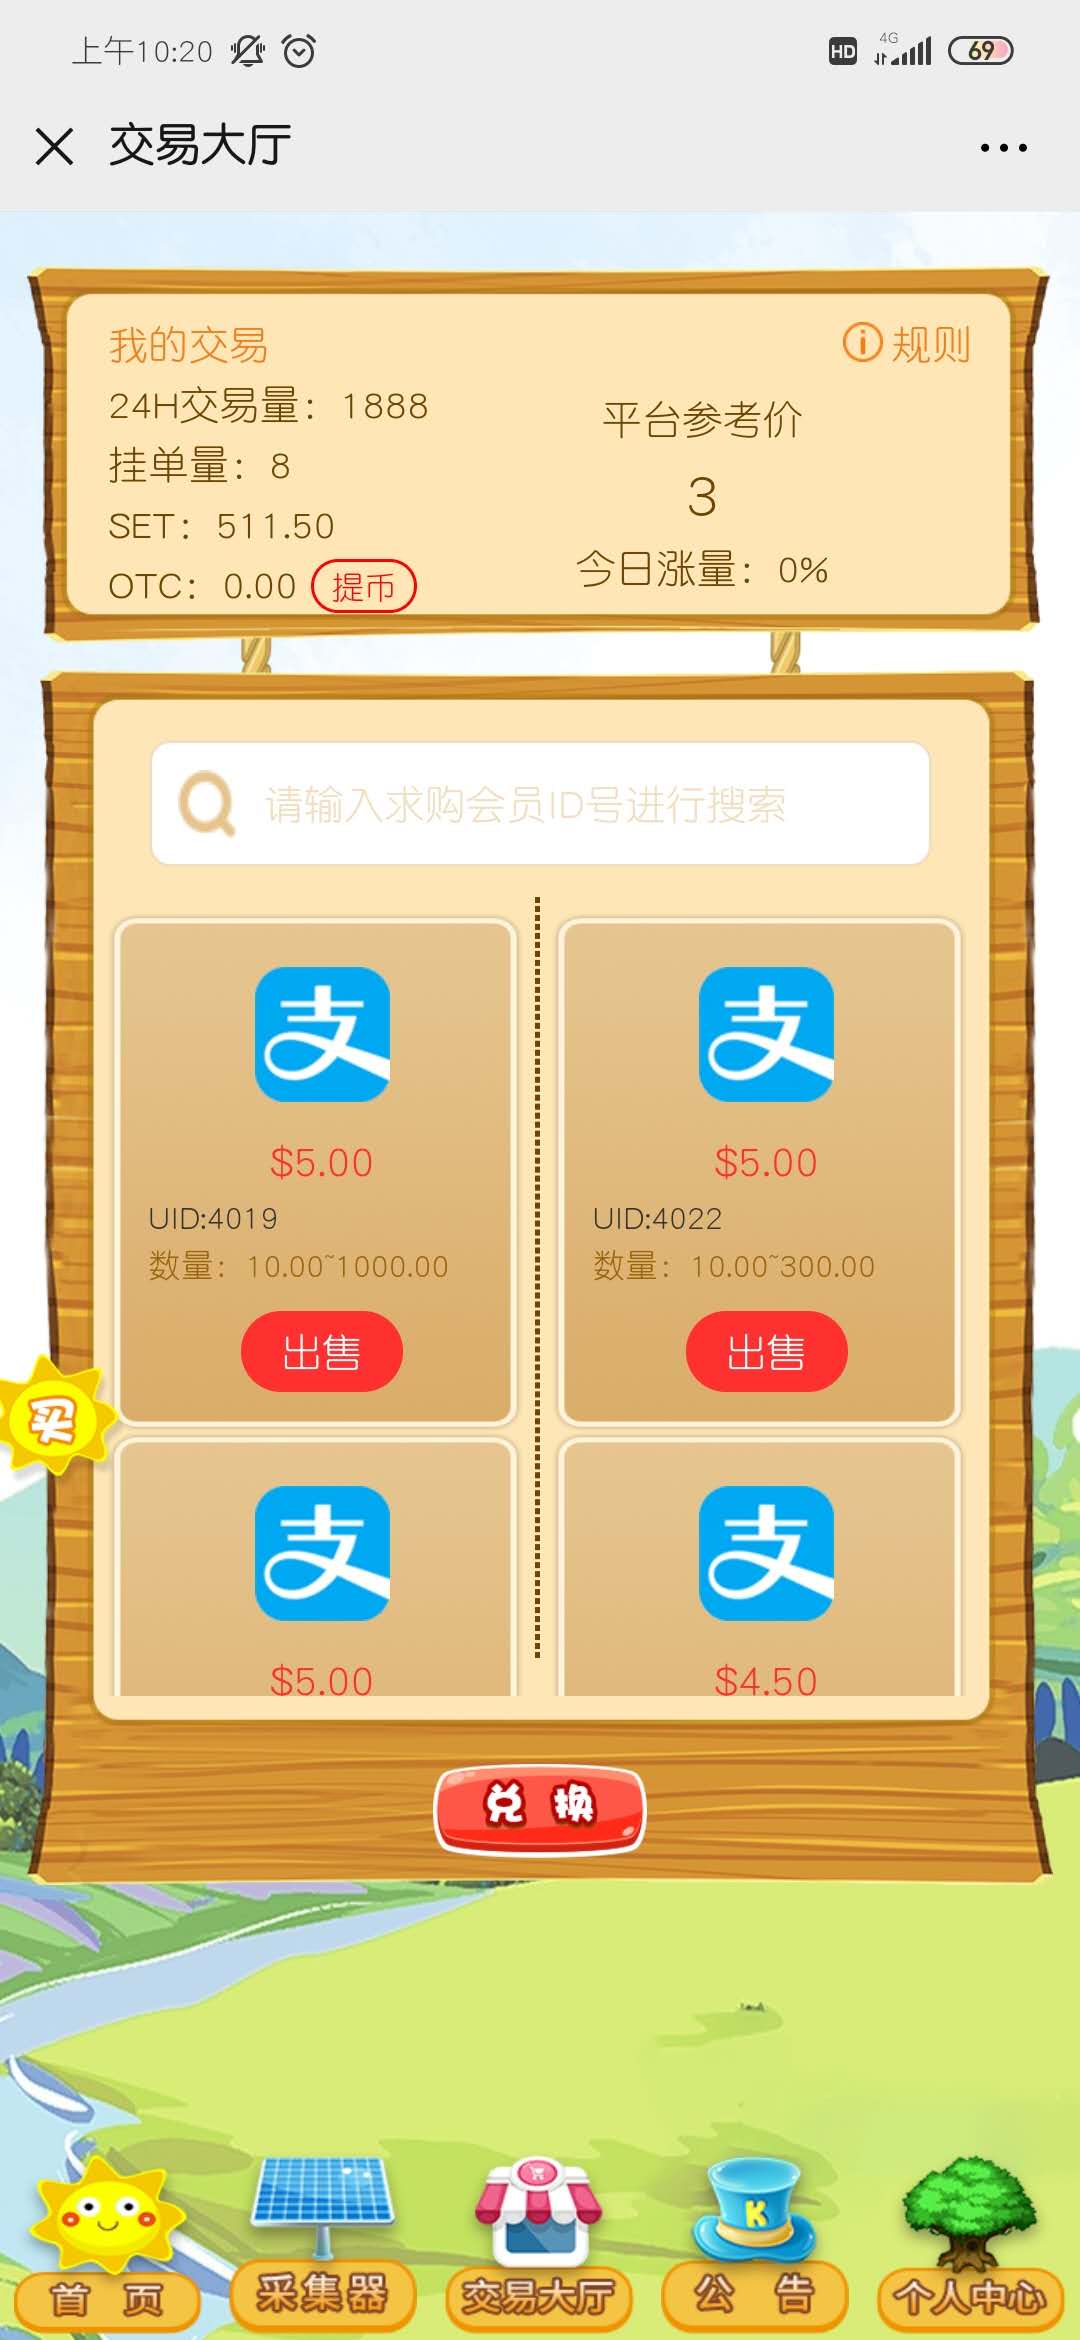 上午10:20 HD 4G 69
交易大厅
我的交易
规则
24H交易量：1888
挂单量：8
SET：511.50
OTC：0.00 提币
平台参考价
3
今日涨量：0%
请输入求购会员ID号进行搜索
支
$5.00
UID:4019
数量：10.00~1000.00
出售
支
$5.00
UID:4022
数量：10.00~300.00
出售
买
支
$5.00
支
$4.50
兑换
K
首页
采集器
交易大厅
公告
个人中心